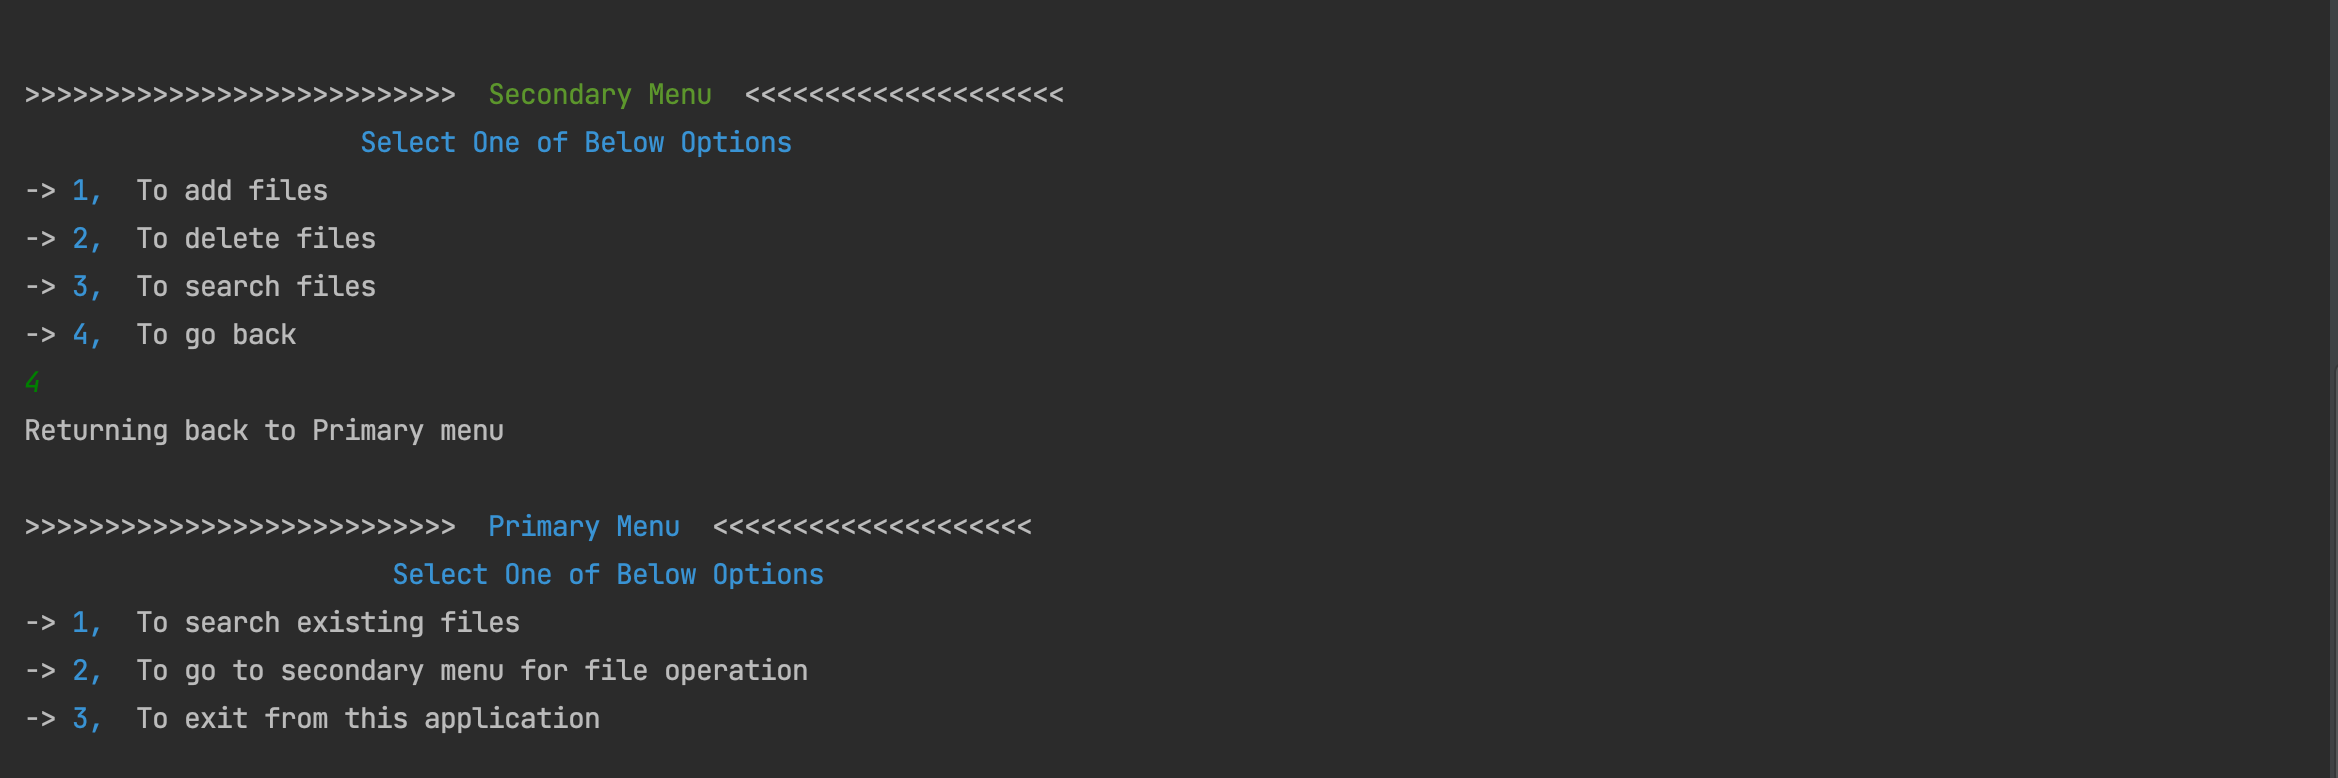 >>>>>>>>>>>>>>>>>>>>>>>>>>>  Secondary Menu  <<<<<<<<<<<<<<<<<<<<
Select One of Below Options
-> 1,  To add files
-> 2,  To delete files
-> 3,  To search files
-> 4,  To go back
4
Returning back to Primary menu
>>>>>>>>>>>>>>>>>>>>>>>>>>>  Primary Menu  <<<<<<<<<<<<<<<<<<<<
Select One of Below Options
-> 1,  To search existing files
-> 2,  To go to secondary menu for file operation
-> 3,  To exit from this application